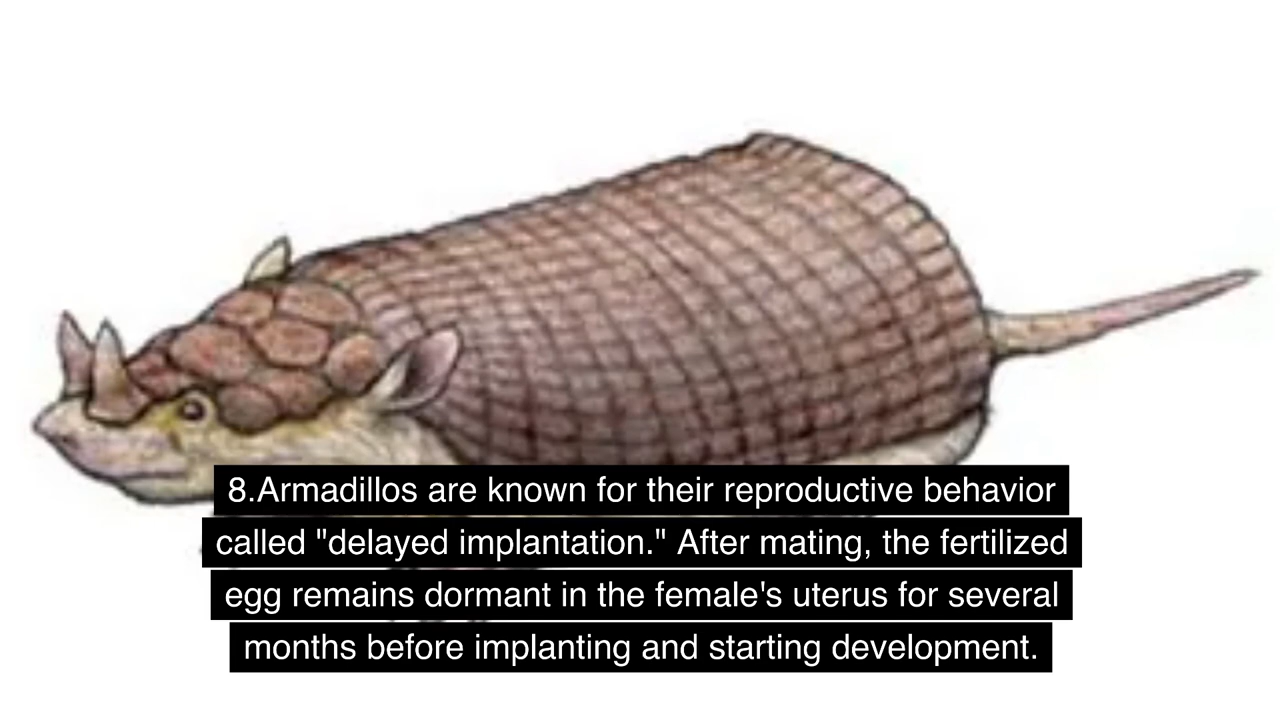 8.Armadillos are known for their reproductive behavior
called "delayed implantation." After mating, the fertilized
egg remains dormant in the female's uterus for several
months before implanting and starting development.